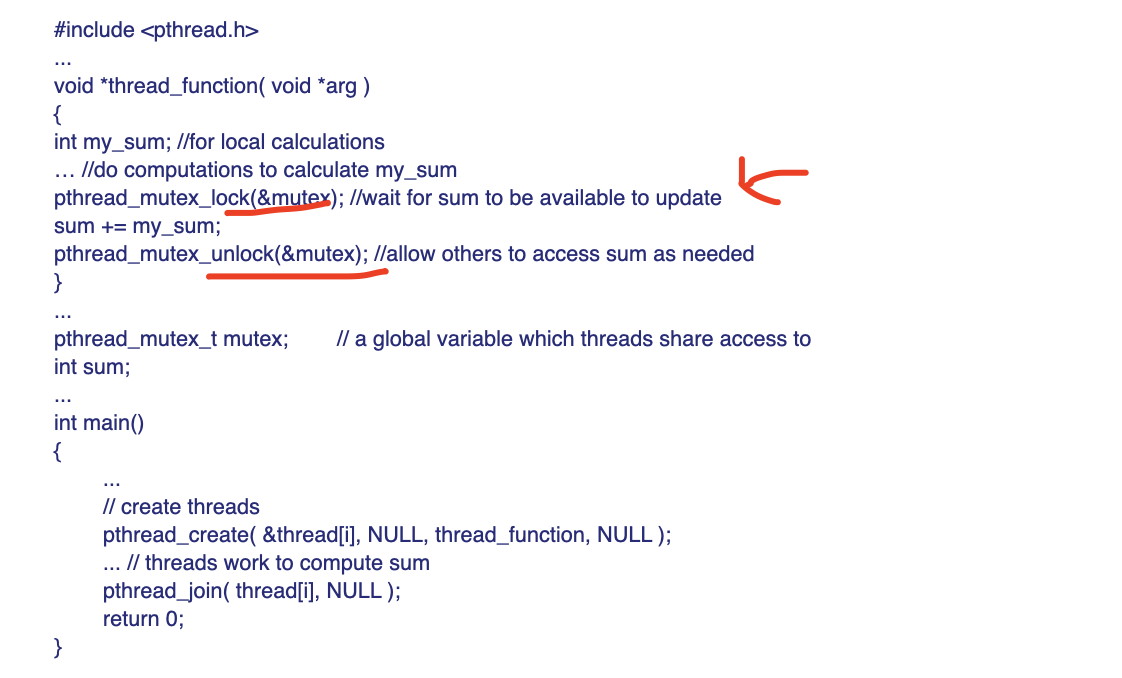 #include <pthread.h>
...
void *thread_function( void *arg )
{
int my_sum; //for local calculations
... //do computations to calculate my_sum
pthread_mutex_lock(&mutex); //wait for sum to be available to update
sum += my_sum;
pthread_mutex_unlock(&mutex); //allow others to access sum as needed
}
...
pthread_mutex_t mutex; // a global variable which threads share access to
int sum;
...
int main()
{
...
// create threads
pthread_create( &thread[i], NULL, thread_function, NULL );
... // threads work to compute sum
pthread_join( thread[i], NULL );
return 0;
}